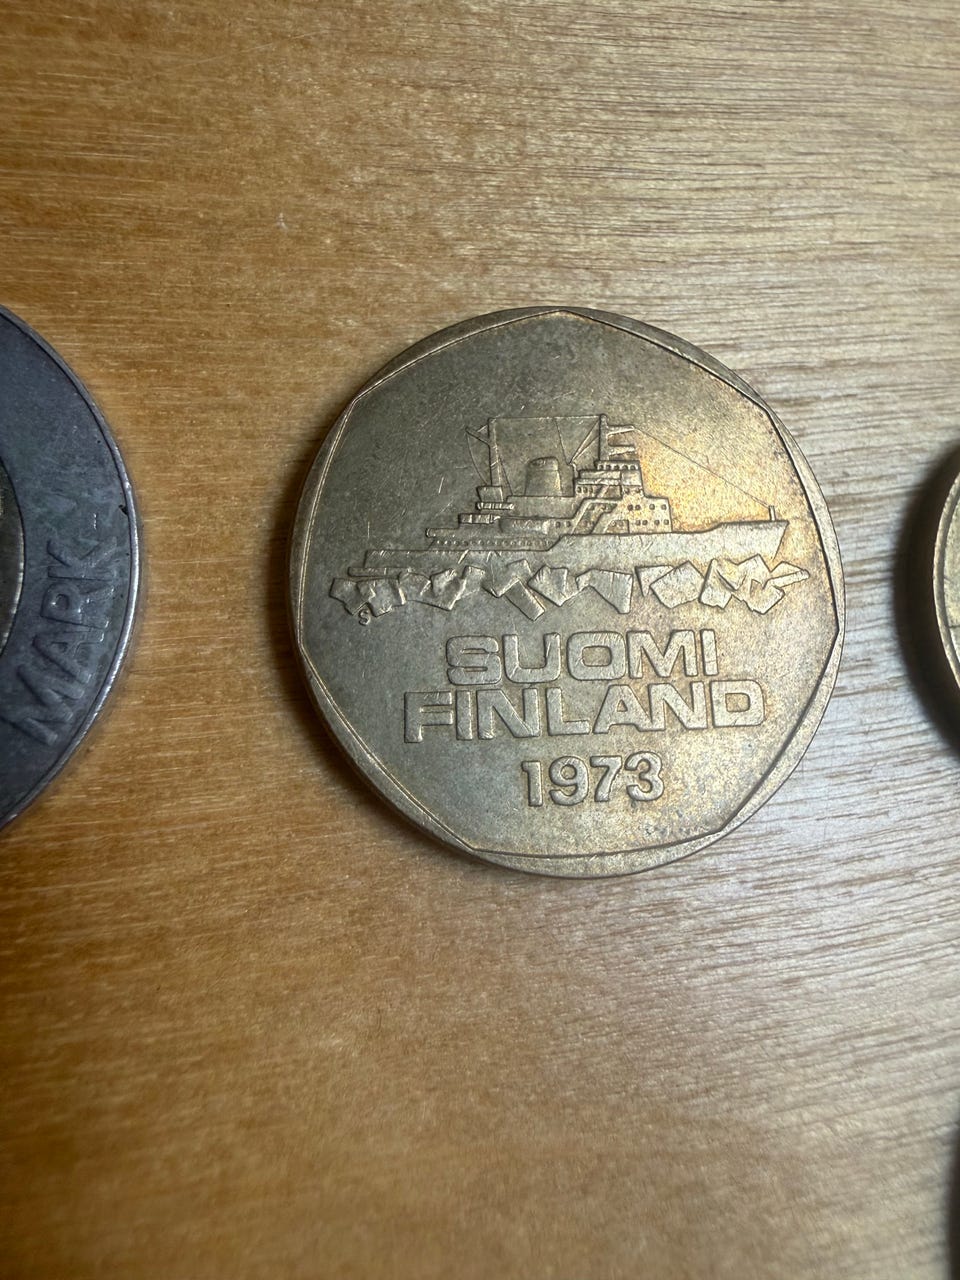 MARK
S
SUOMI
FINLAND
1973